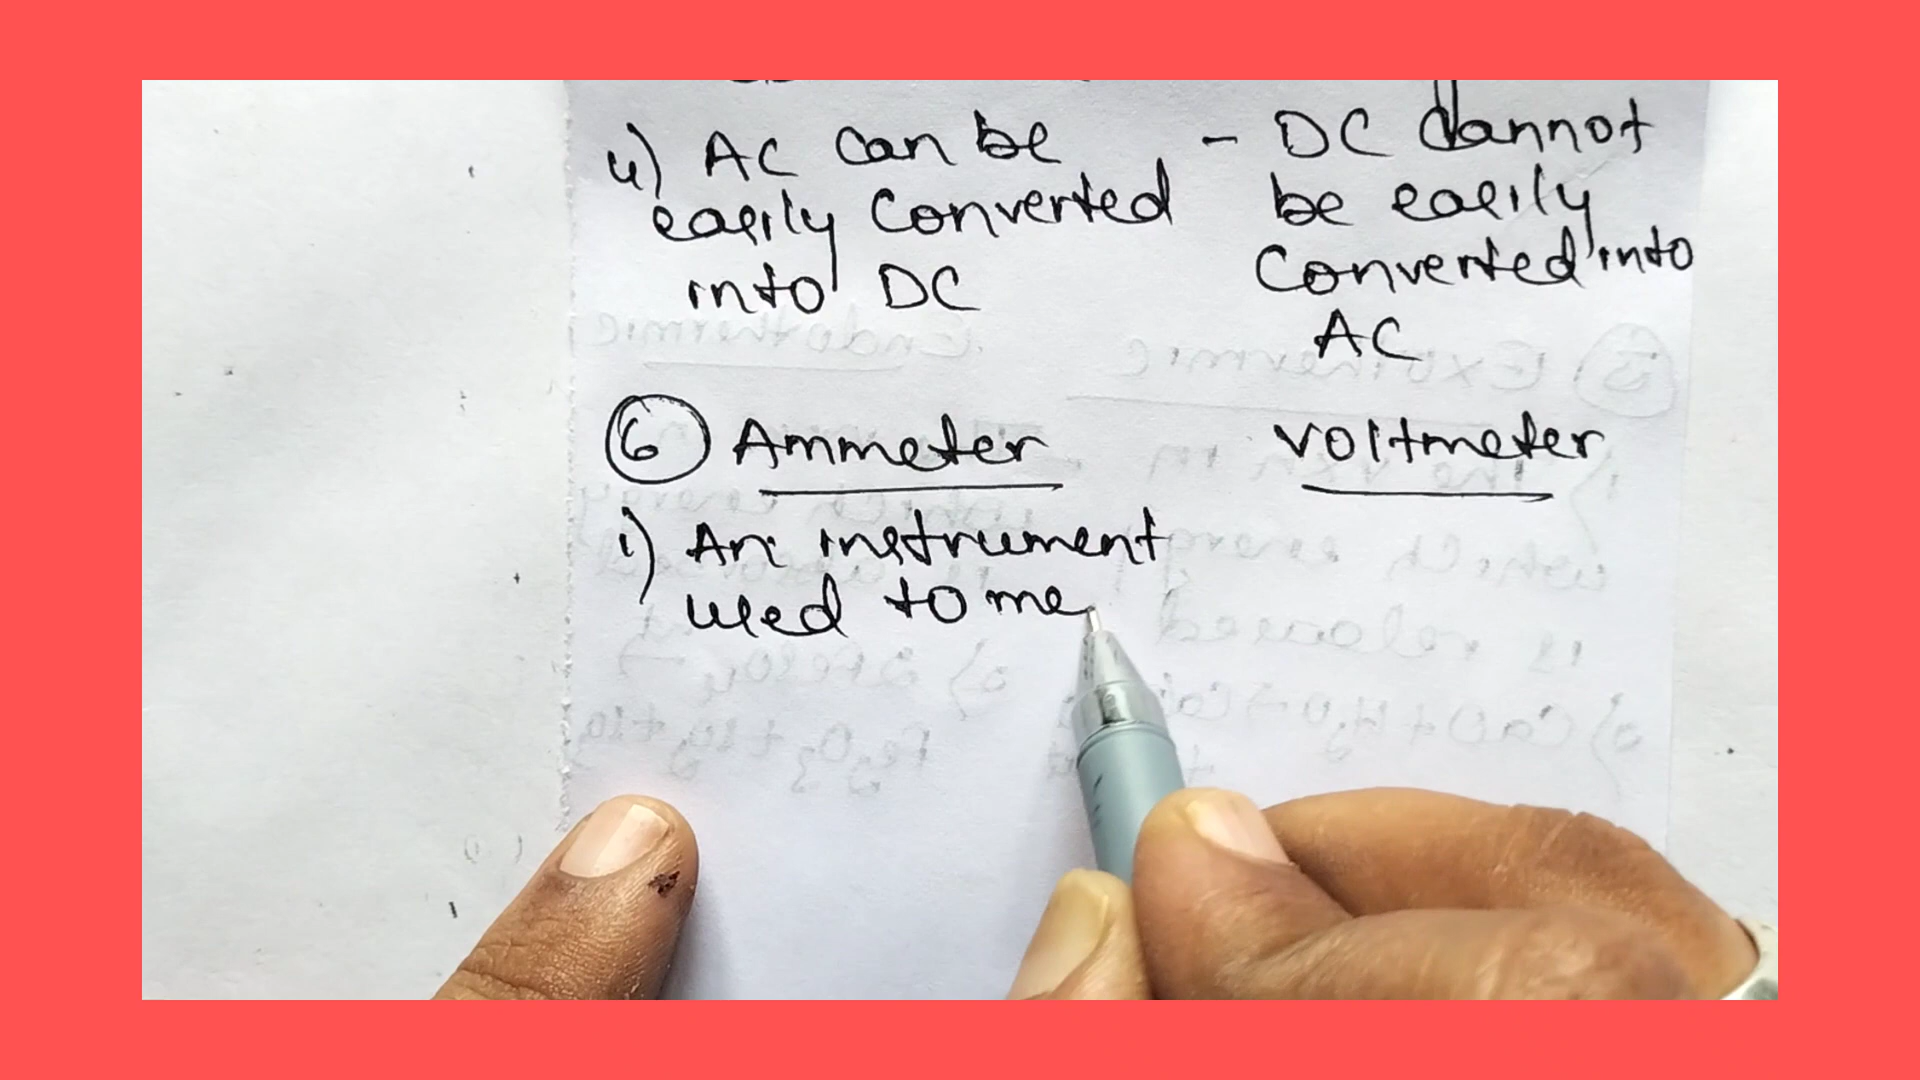 4) AC can be
easily converted
into DC
- DC cannot
be easily
converted into
AC
6 Ammeter
Voltmeter
i) An instrument
used to me